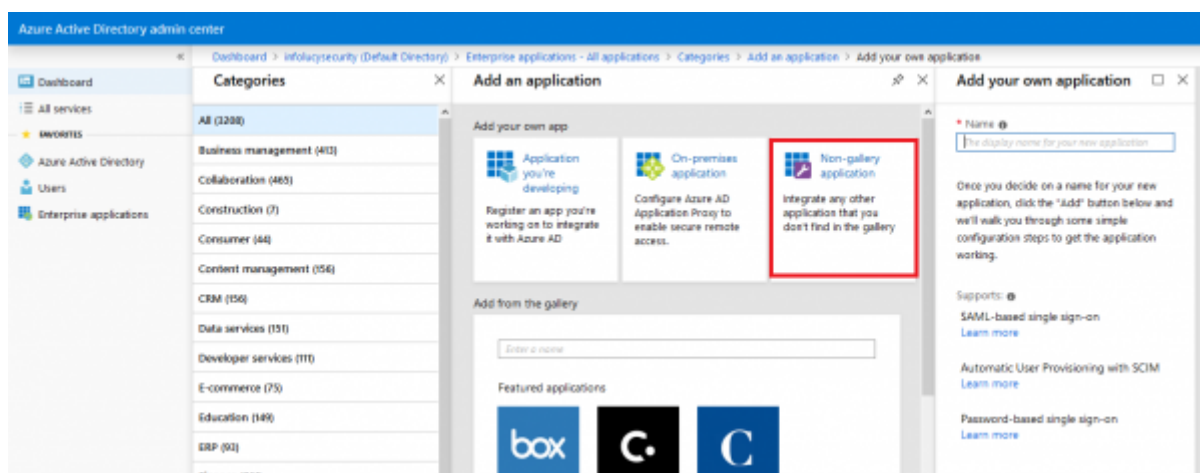 Azure Active Directory admin center
«
Dashboard > infolucysecurity (Default Directory) > Enterprise applications - All applications > Categories > Add an application > Add your own application
Dashboard
All services
FAVORITES
Azure Active Directory
Users
Enterprise applications
Categories
All (3208)
Business management (413)
Collaboration (465)
Construction (7)
Consumer (44)
Content management (156)
CRM (156)
Data services (151)
Developer services (111)
E-commerce (75)
Education (149)
ERP (93)
Add an application
Add your own app
Application
you're
developing
Register an app you're
working on to integrate
it with Azure AD
On-premises
application
Configure Azure AD
Application Proxy to
enable secure remote
access.
Non-gallery
application
Integrate any other
application that you
don't find in the gallery
Add from the gallery
Enter a name
Featured applications
box
C.
C
Add your own application
* Name
The display name for your new application
Once you decide on a name for your new
application, click the "Add" button below and
we'll walk you through some simple
configuration steps to get the application
working.
Supports:
SAML-based single sign-on
Learn more
Automatic User Provisioning with SCIM
Learn more
Password-based single sign-on
Learn more